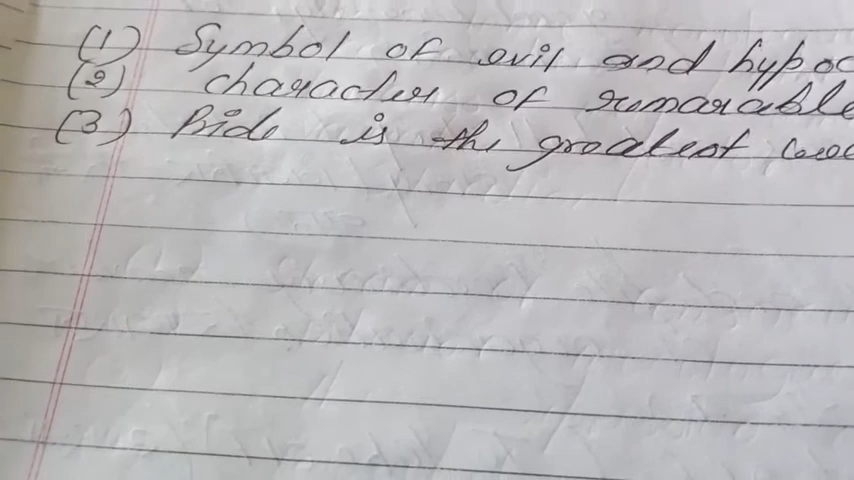 (1) Symbol of evil and hypoc
(2) character of remarable
(3) Pride is the greatest